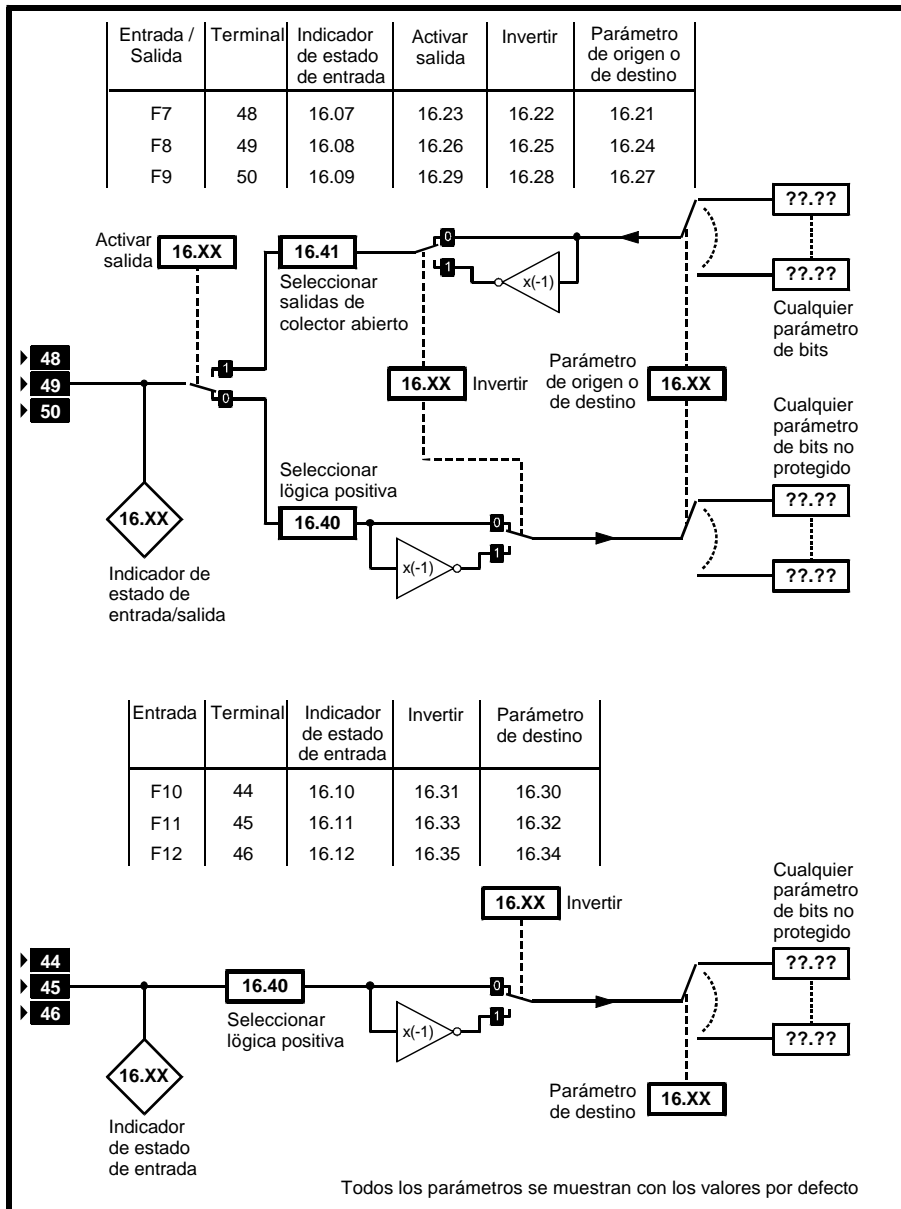 Entrada / Salida Terminal Indicador de estado de entrada Activar salida Invertir Parámetro de origen o de destino
F7 48 16.07 16.23 16.22 16.21
F8 49 16.08 16.26 16.25 16.24
F9 50 16.09 16.29 16.28 16.27
Activar
salida
16.XX
16.41
Seleccionar
salidas de
colector abierto
0
1
x(-1)
??.??
??.??
Cualquier
parámetro
de bits
48
49
50
1
0
16.XX
Invertir
Parámetro
de origen o
de destino
16.XX
Cualquier
parámetro
de bits no
protegido
Seleccionar
lögica positiva
16.40
0
1
x(-1)
??.??
??.??
16.XX
Indicador de
estado de
entrada/salida
Entrada Terminal Indicador de estado de entrada Invertir Parámetro de destino
F10 44 16.10 16.31 16.30
F11 45 16.11 16.33 16.32
F12 46 16.12 16.35 16.34
16.XX
Invertir
Cualquier
parámetro
de bits no
protegido
44
45
46
16.40
Seleccionar
lögica positiva
0
1
x(-1)
??.??
??.??
16.XX
Indicador
de estado
de entrada
Parámetro
de destino
16.XX
Todos los parámetros se muestran con los valores por defecto